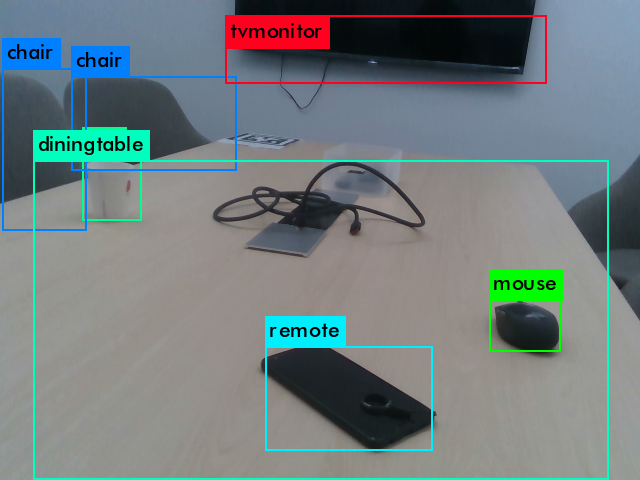 tvmonitor
chair
chair
diningtable
mouse
remote